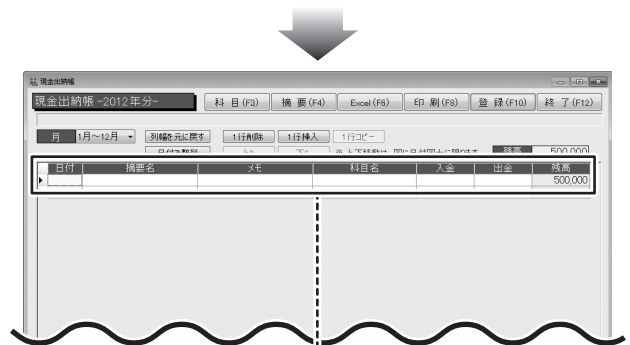 現金出納帳
現金出納帳 -2012年分-
科 目 (F3) 摘 要 (F4) Excel (F6) 印 刷 (F8) 登 録 (F10) 終 了 (F12)
月 1月～12月 列幅を元に戻す 1行削除 1行挿入 1行コピー
残高 500,000
日付 摘要名 メモ 科目名 入金 出金 残高
500,000